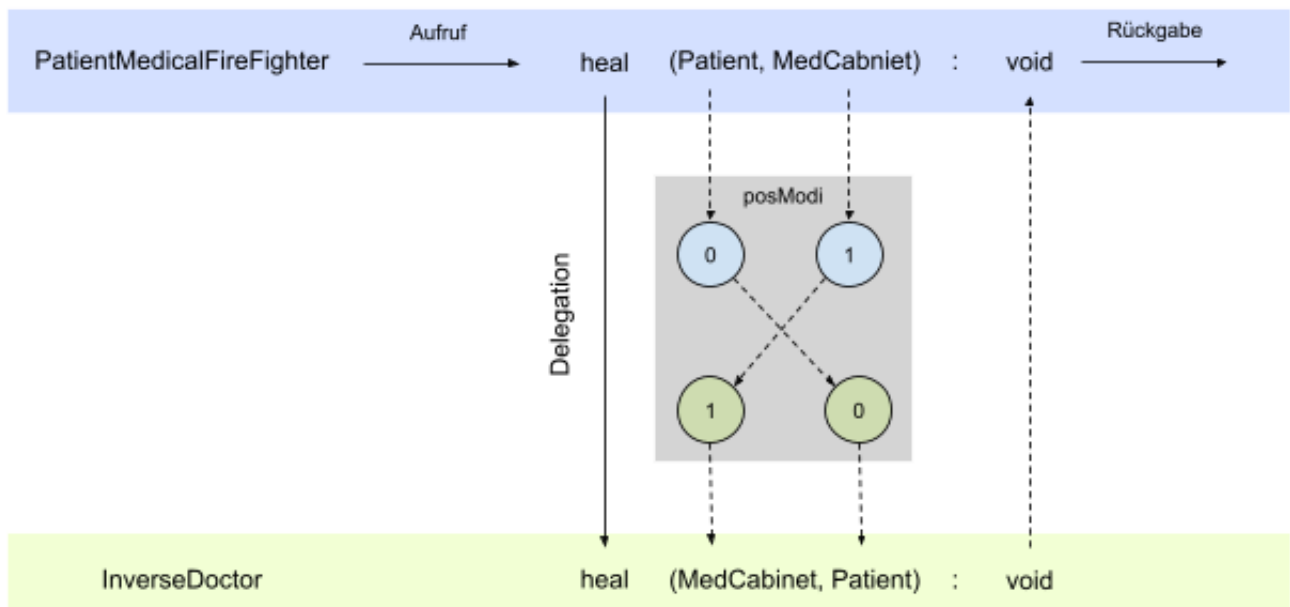 Aufruf
Rückgabe
PatientMedicalFireFighter heal (Patient, MedCabniet) : void
posModi
0 1
Delegation
1 0
InverseDoctor heal (MedCabinet, Patient) : void